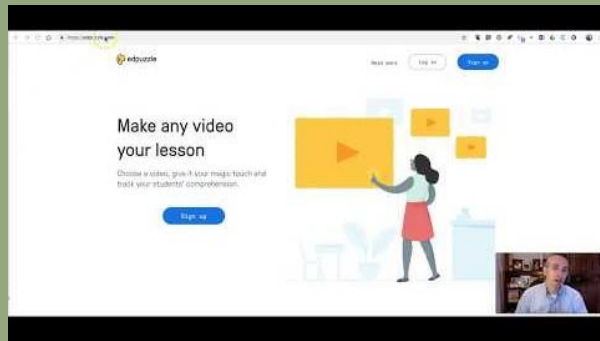 edpuzzle
Log in
Sign up
Make any video
your lesson
Choose a video, give it your magic touch and
track your students' comprehension.
Sign up